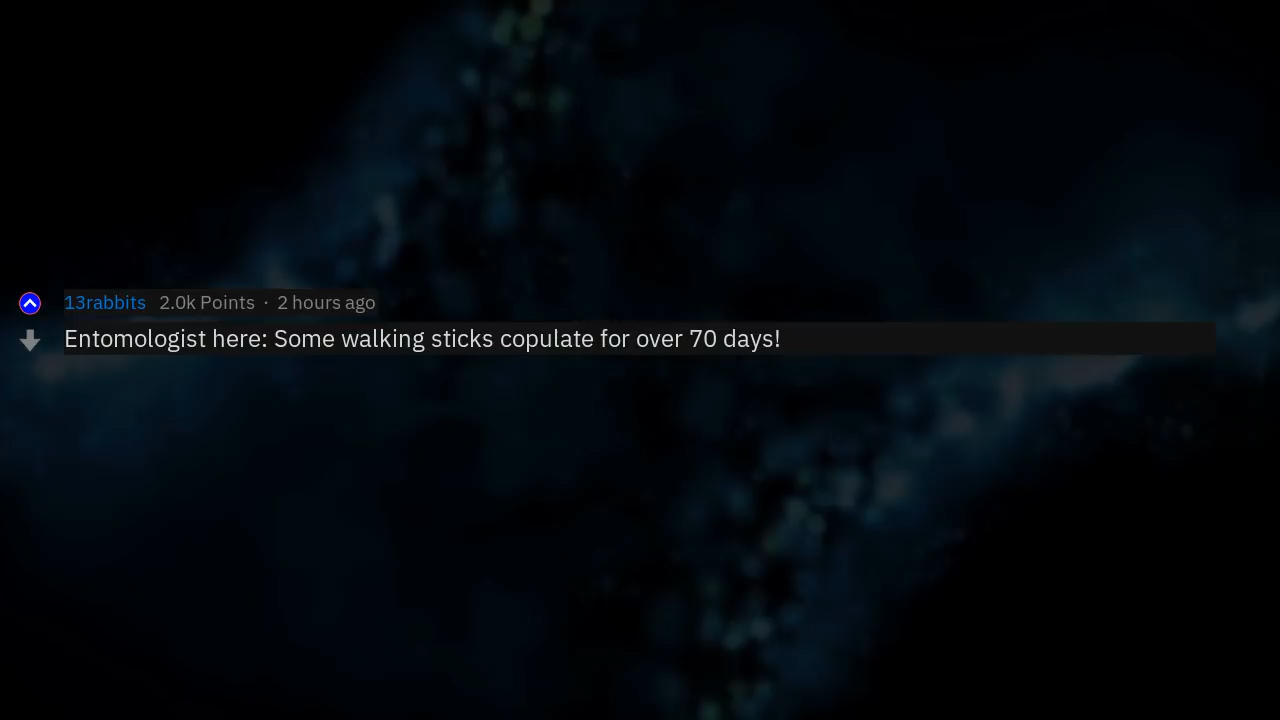 13rabbits 2.0k Points · 2 hours ago
Entomologist here: Some walking sticks copulate for over 70 days!